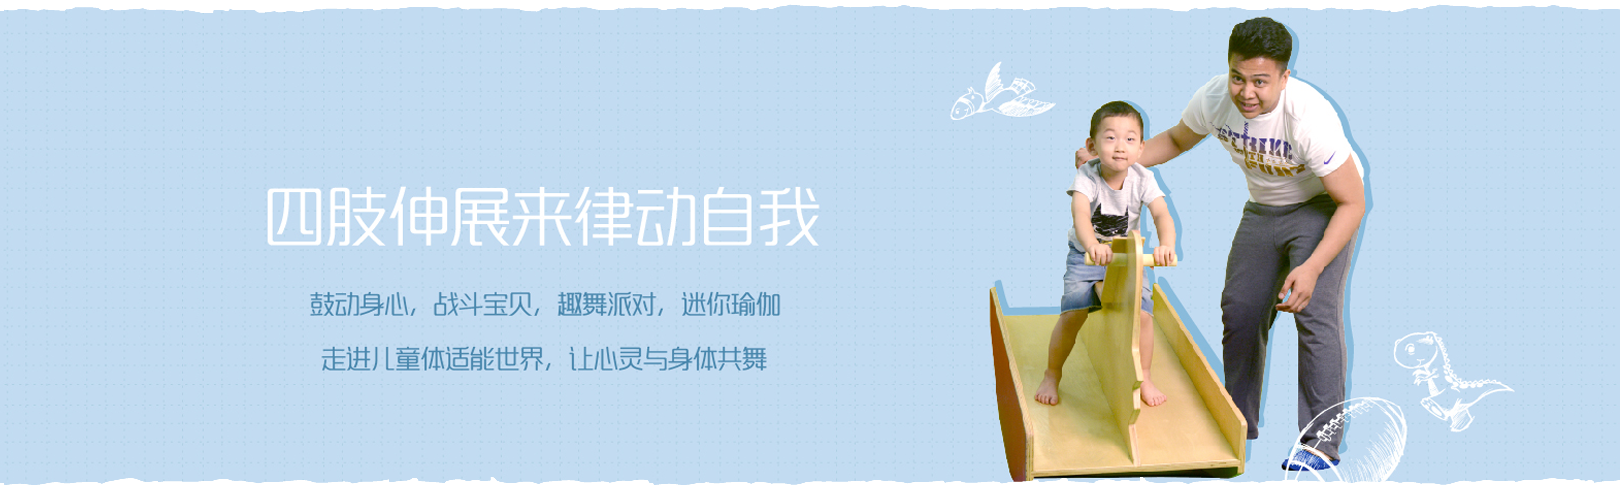 四肢伸展来律动自我
鼓动身心，战斗宝贝，趣舞派对，迷你瑜伽
走进儿童体适能世界，让心灵与身体共舞